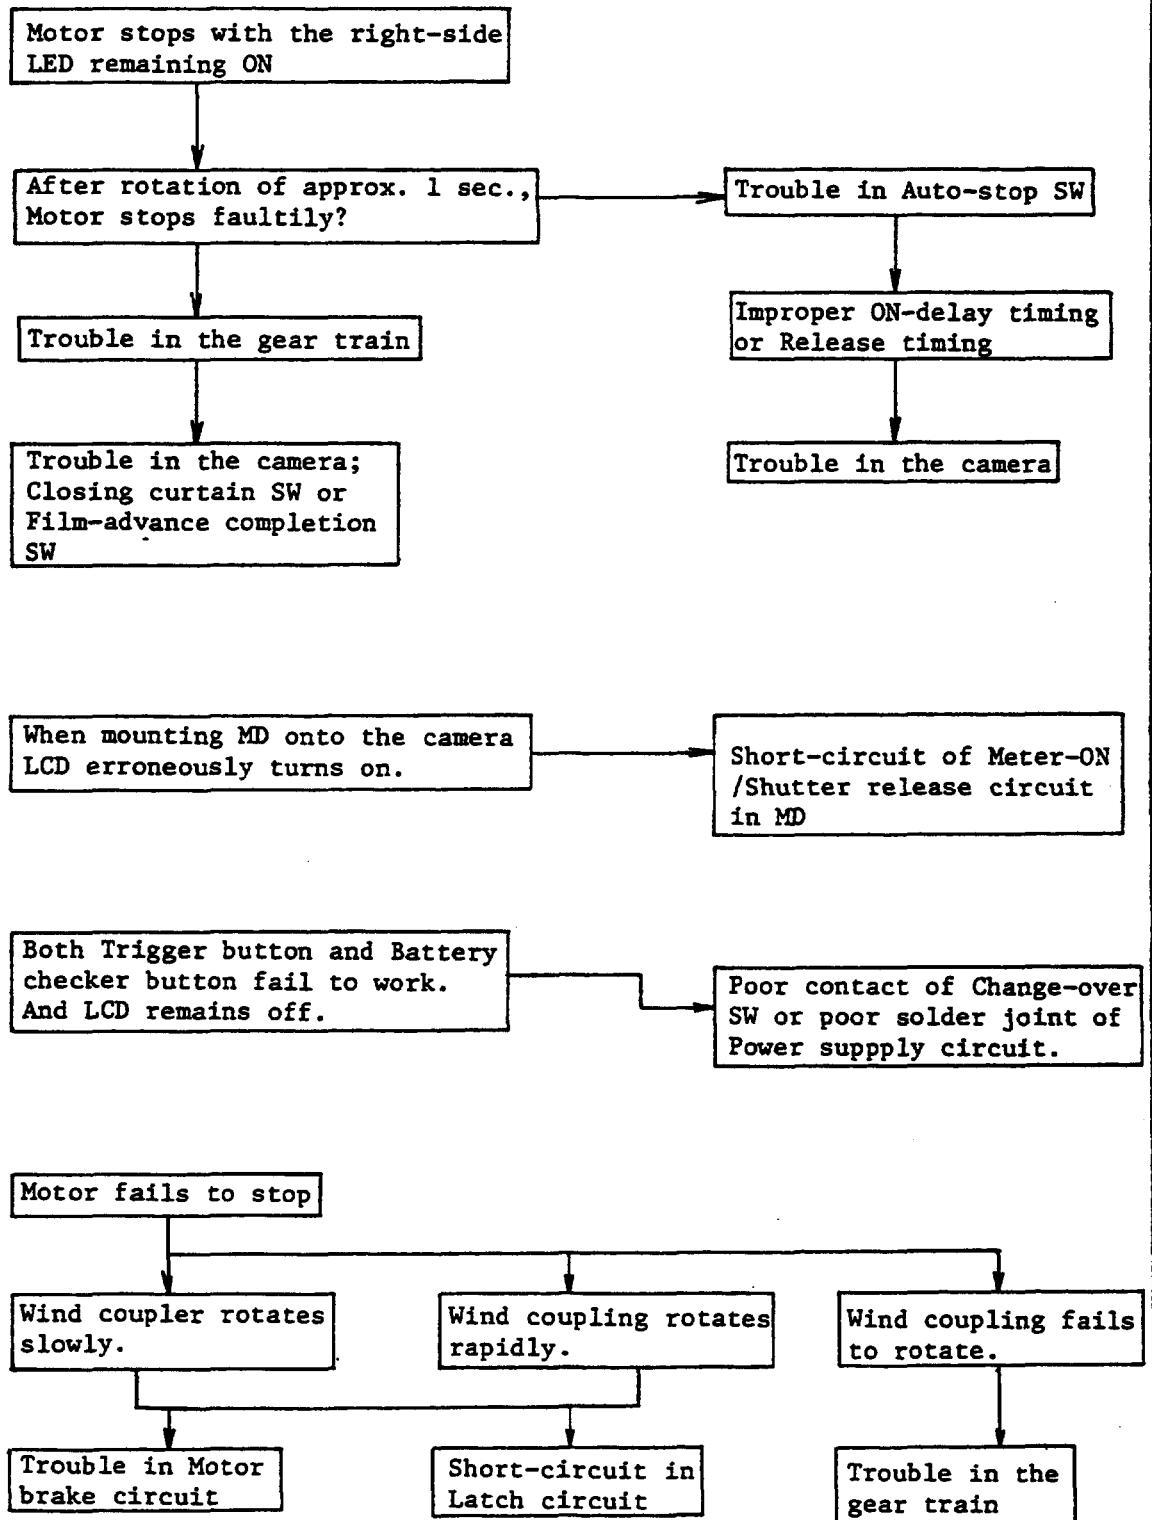 Motor stops with the right-side
LED remaining ON
After rotation of approx. 1 sec.,
Motor stops faultily?
Trouble in Auto-stop SW
Improper ON-delay timing
or Release timing
Trouble in the gear train
Trouble in the camera;
Closing curtain SW or
Film-advance completion
SW
Trouble in the camera
When mounting MD onto the camera
LCD erroneously turns on.
Short-circuit of Meter-ON
/Shutter release circuit
in MD
Both Trigger button and Battery
checker button fail to work.
And LCD remains off.
Poor contact of Change-over
SW or poor solder joint of
Power suppply circuit.
Motor fails to stop
Wind coupler rotates
slowly.
Wind coupling rotates
rapidly.
Wind coupling fails
to rotate.
Trouble in Motor
brake circuit
Short-circuit in
Latch circuit
Trouble in the
gear train